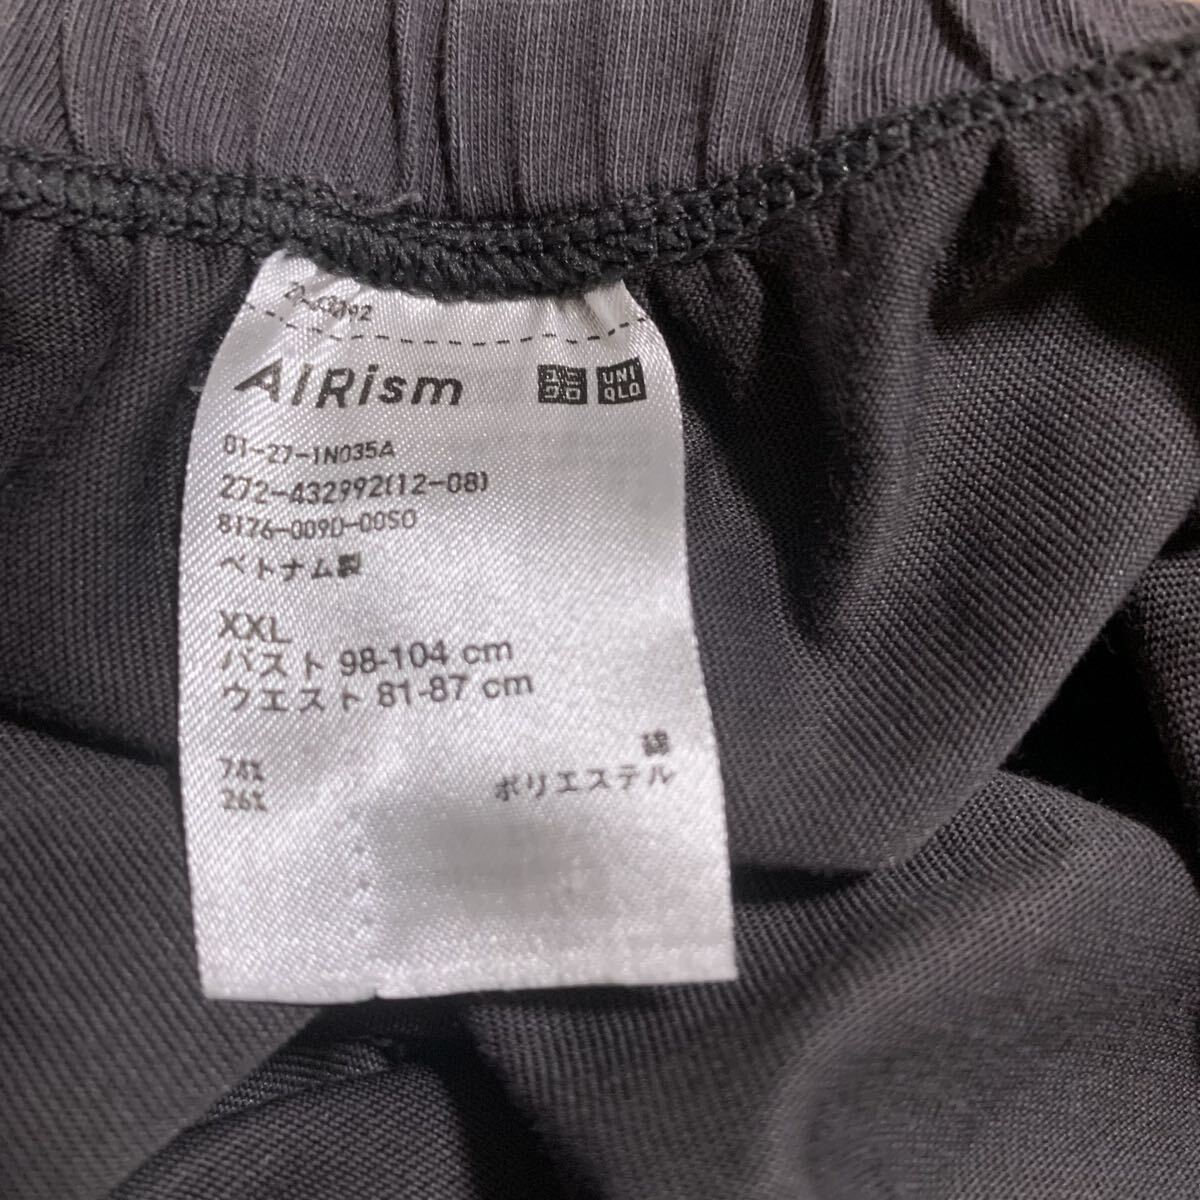 AIRism ユニクロ UNIQLO
01-27-1N035A
272-432992(12-08)
8176-009D-00S0
ベトナム製
XXL
バスト 98-104 cm
ウエスト 81-87 cm
74% 綿
26% ポリエステル